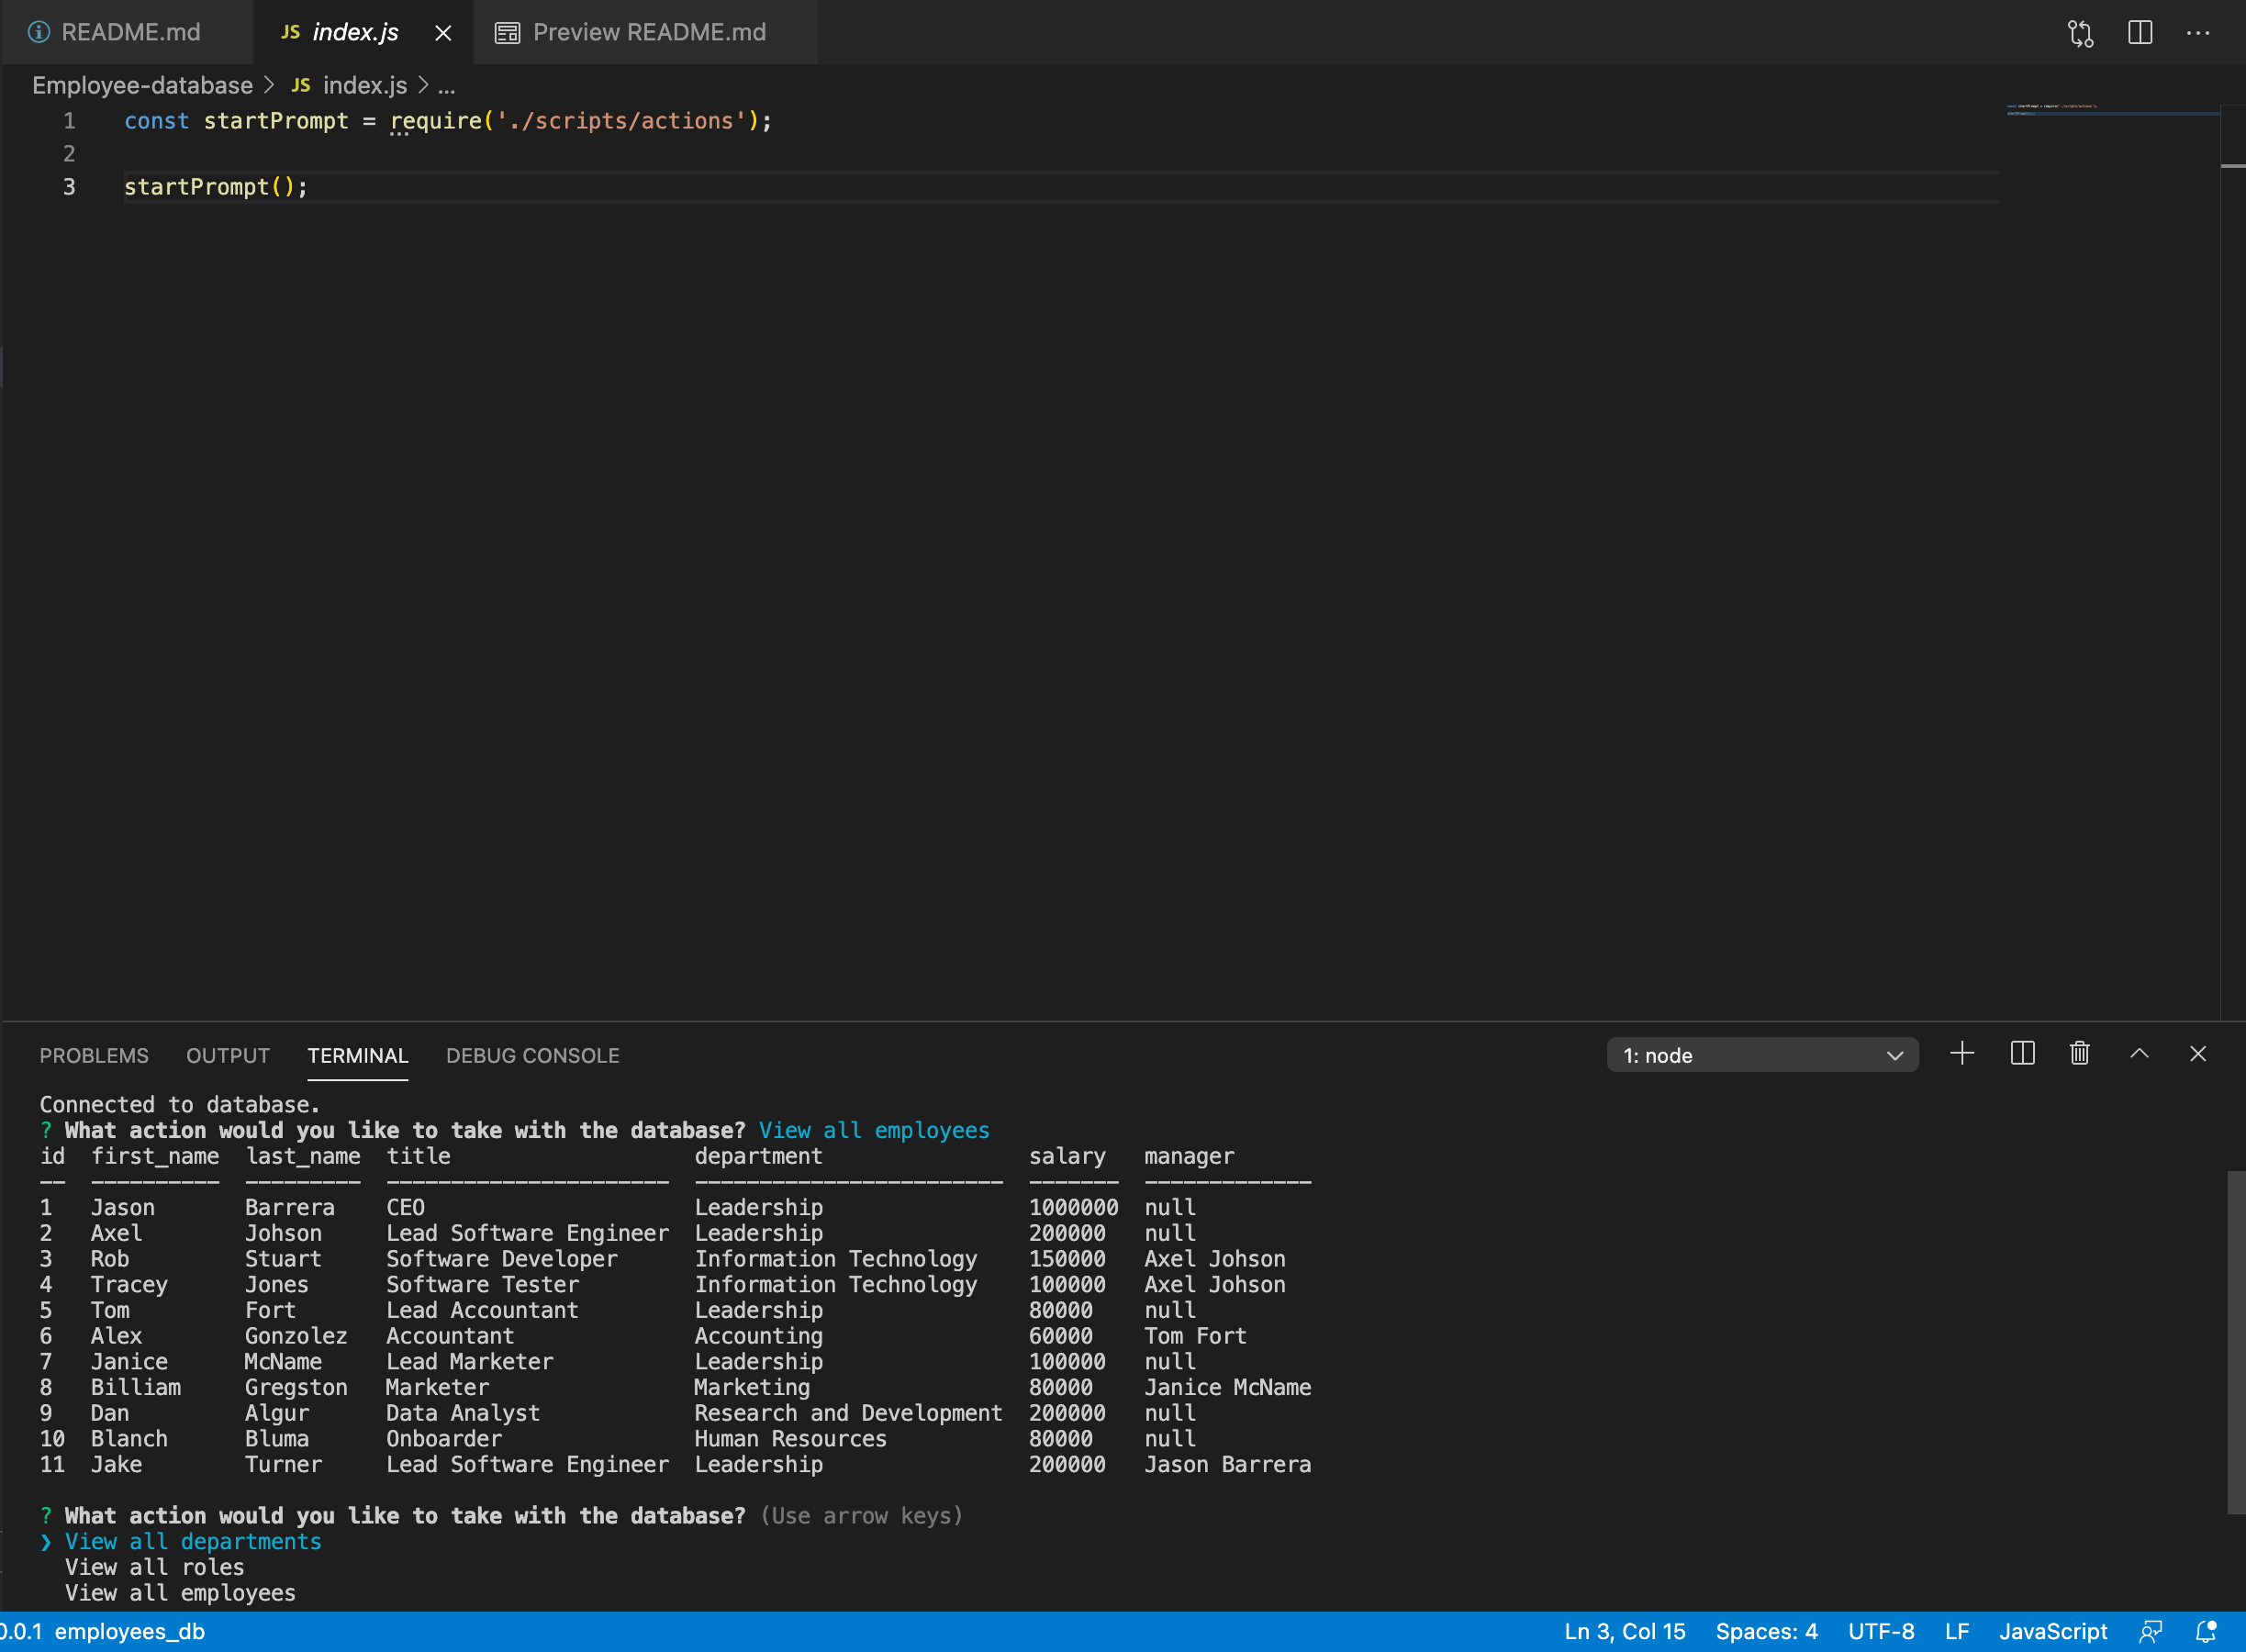 README.md JS index.js Preview README.md
Employee-database > JS index.js > ...
1 const startPrompt = require('./scripts/actions');
2
3 startPrompt();
PROBLEMS OUTPUT TERMINAL DEBUG CONSOLE 1: node
Connected to database.
? What action would you like to take with the database? View all employees
id first_name last_name title department salary manager
-- ---------- --------- ---------------------- ------------------------ ------- -------------
1 Jason Barrera CEO Leadership 1000000 null
2 Axel Johson Lead Software Engineer Leadership 200000 null
3 Rob Stuart Software Developer Information Technology 150000 Axel Johson
4 Tracey Jones Software Tester Information Technology 100000 Axel Johson
5 Tom Fort Lead Accountant Leadership 80000 null
6 Alex Gonzolez Accountant Accounting 60000 Tom Fort
7 Janice McName Lead Marketer Leadership 100000 null
8 Billiam Gregston Marketer Marketing 80000 Janice McName
9 Dan Algur Data Analyst Research and Development 200000 null
10 Blanch Bluma Onboarder Human Resources 80000 null
11 Jake Turner Lead Software Engineer Leadership 200000 Jason Barrera
? What action would you like to take with the database? (Use arrow keys)
❯ View all departments
View all roles
View all employees
0.0.1 employees_db Ln 3, Col 15 Spaces: 4 UTF-8 LF JavaScript